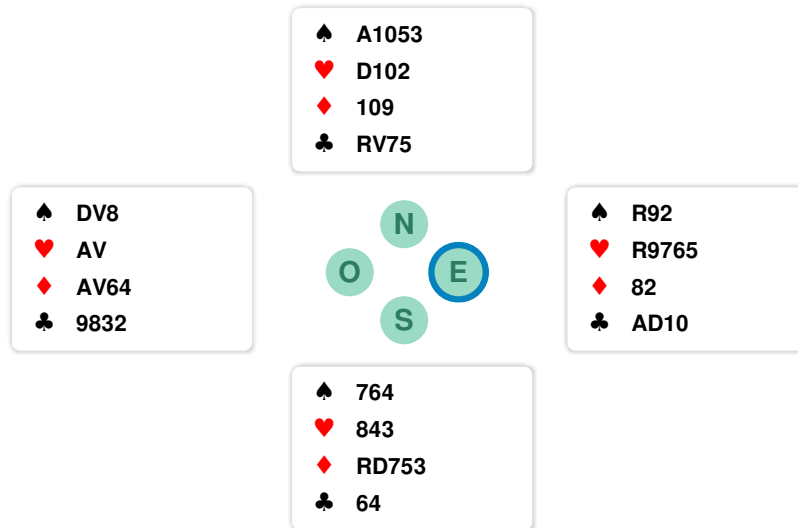 ♠ A1053
♥ D102
♦ 109
♣ RV75
♠ DV8
♥ AV
♦ AV64
♣ 9832
N
O E
S
♠ R92
♥ R9765
♦ 82
♣ AD10
♠ 764
♥ 843
♦ RD753
♣ 64